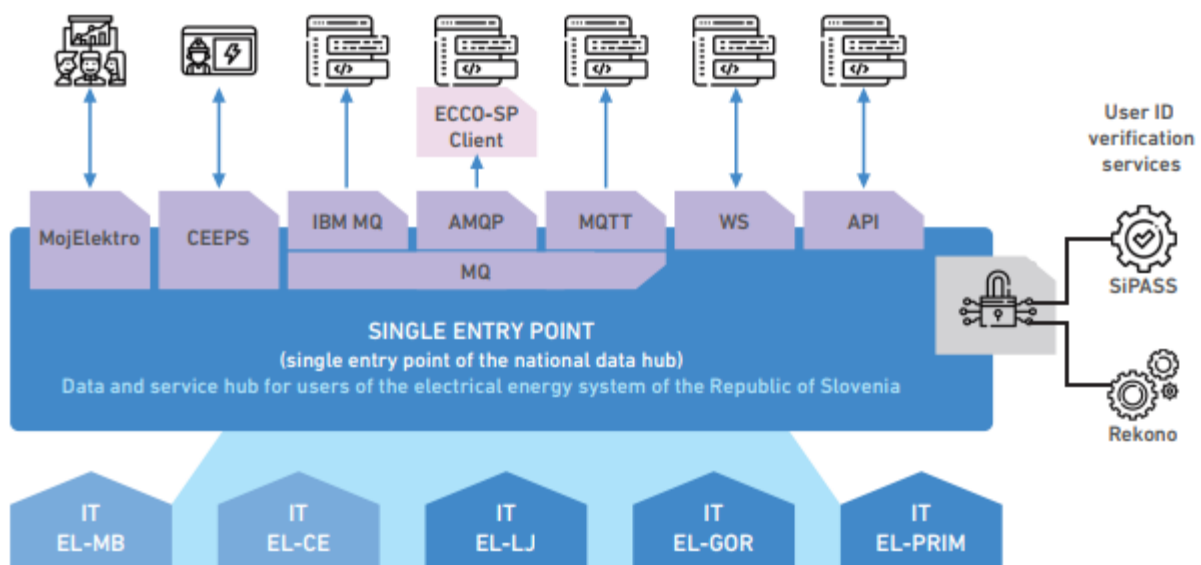 ECCO-SP
Client
User ID
verification
services
MojElektro
CEEPS
IBM MQ
AMQP
MQTT
WS
API
MQ
SiPASS
SINGLE ENTRY POINT
(single entry point of the national data hub)
Data and service hub for users of the electrical energy system of the Republic of Slovenia
Rekono
IT
EL-MB
IT
EL-CE
IT
EL-LJ
IT
EL-GOR
IT
EL-PRIM